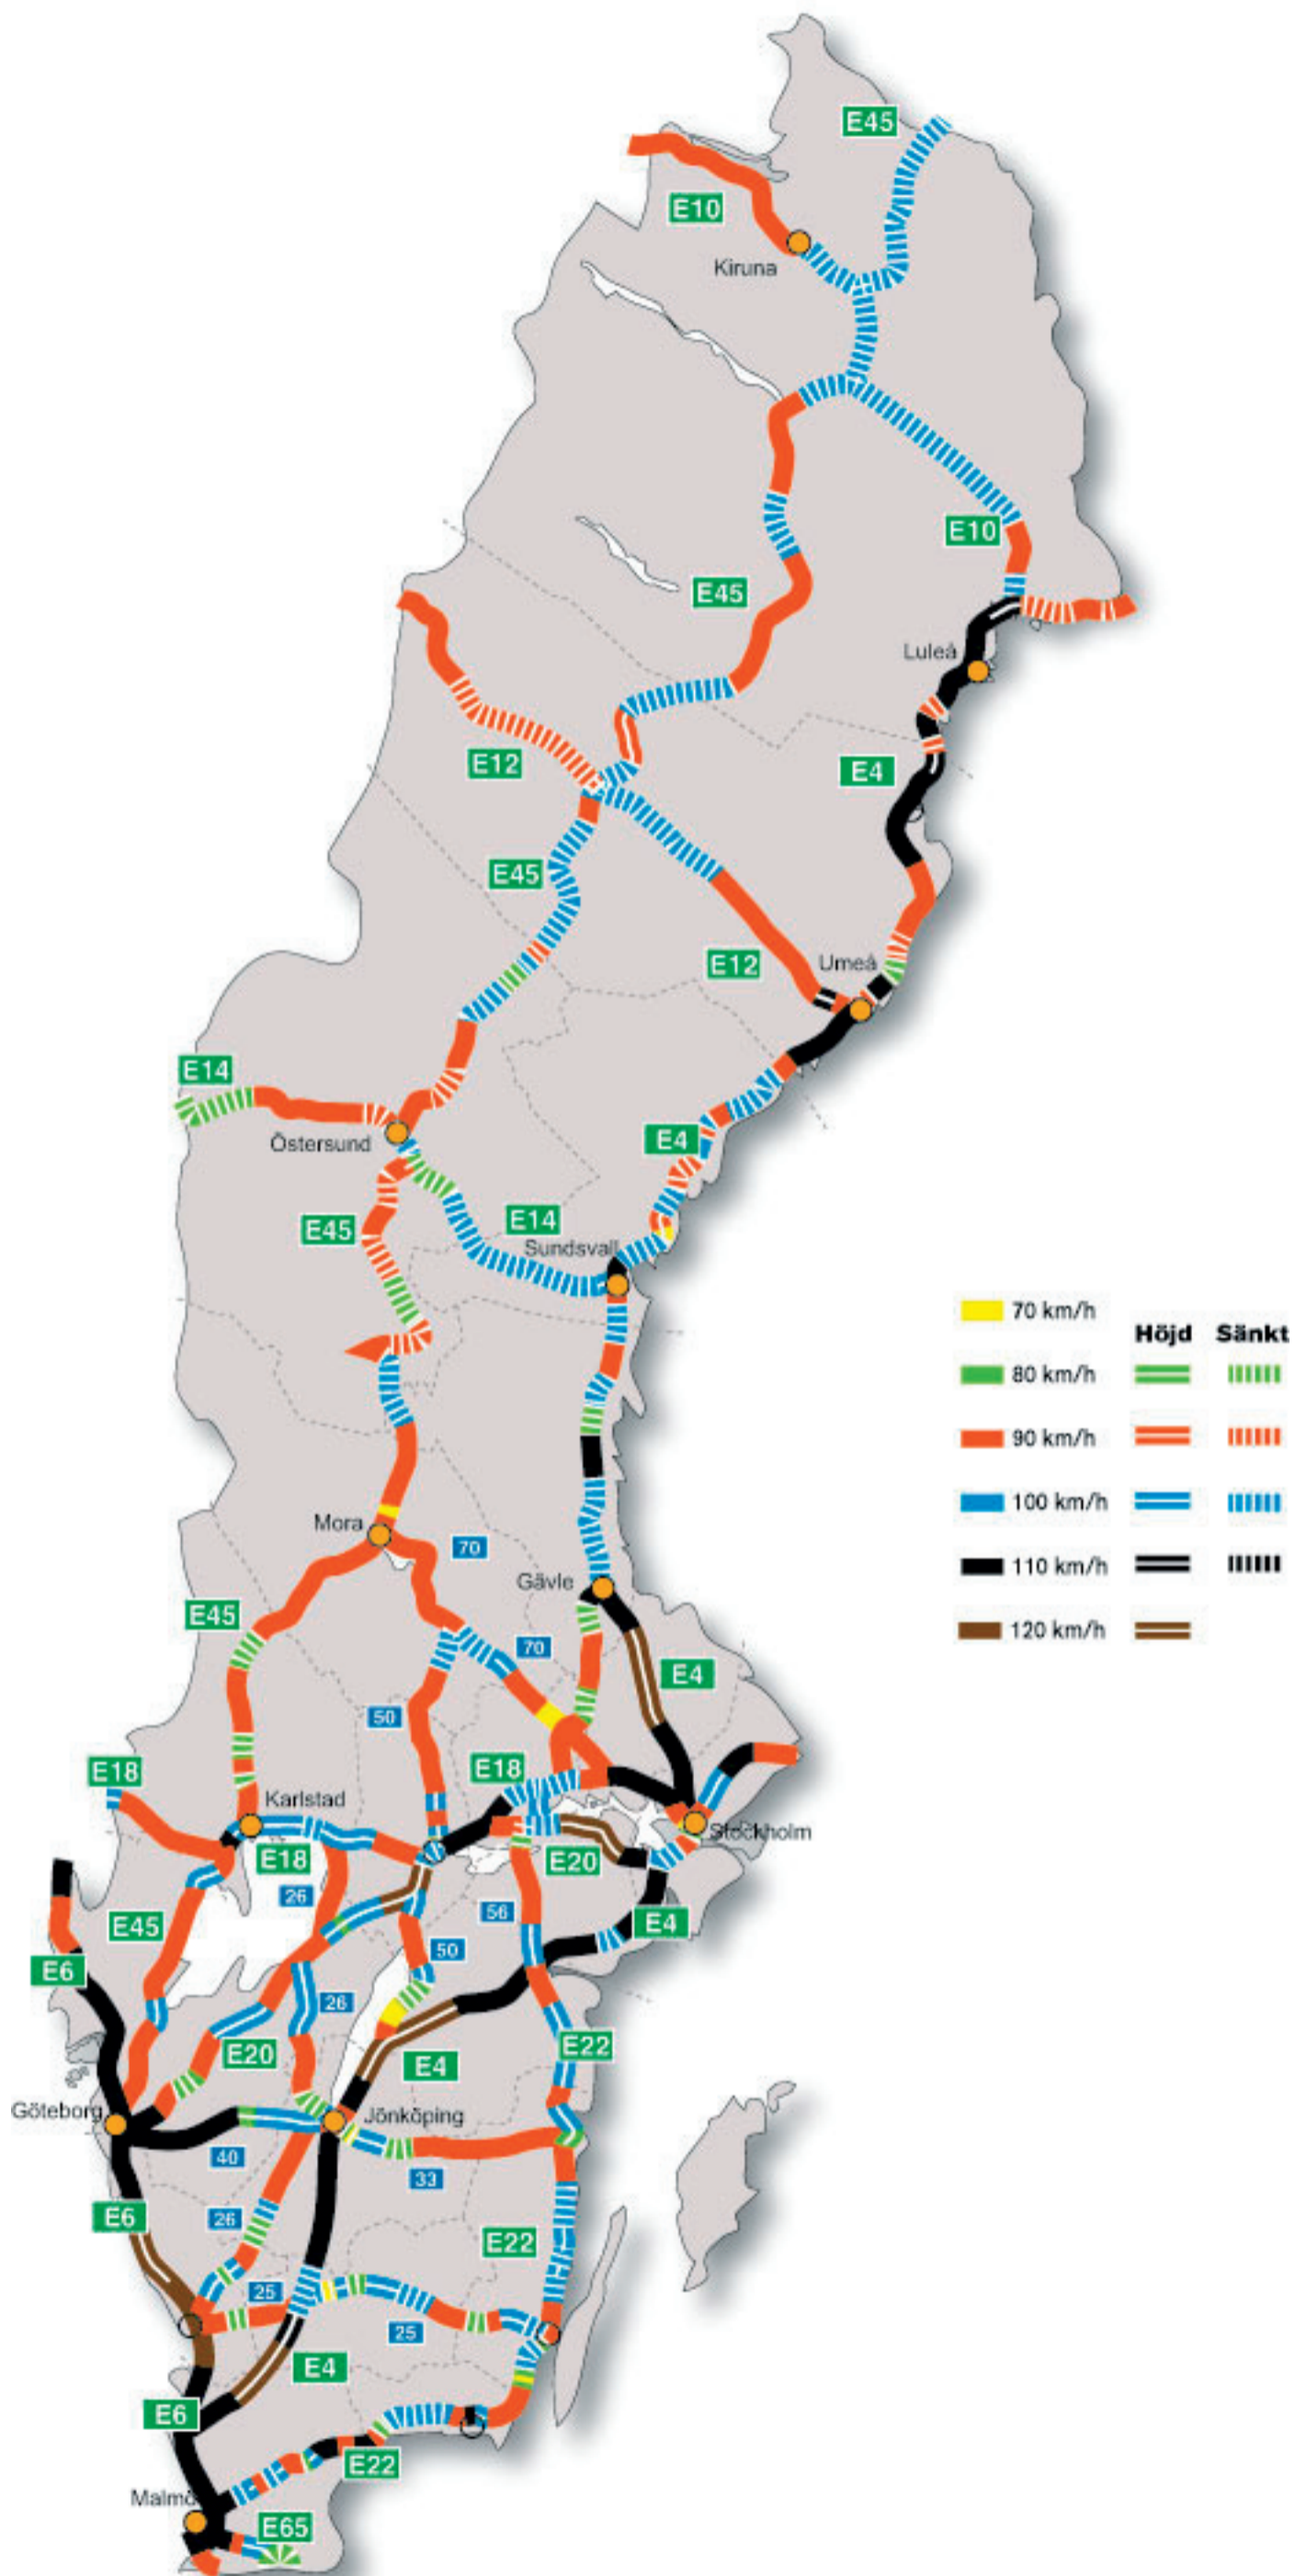 E45
E10
Kiruna
E10
E45
Luleå
E12
E4
E45
E12
Umeå
E14
Östersund
E4
E45
E14
Sundsvall
70 km/h
Höjd Sänkt
80 km/h
90 km/h
100 km/h
110 km/h
120 km/h
Mora
70
Gävle
E45
70
E4
50
E18
E18
Karlstad
Stockholm
E18
E20
26
56
E45
E4
50
E6
26
E20
E4
E22
Göteborg
Jönköping
40
33
E6
26
E22
25
25
E4
E6
E22
Malmö
E65